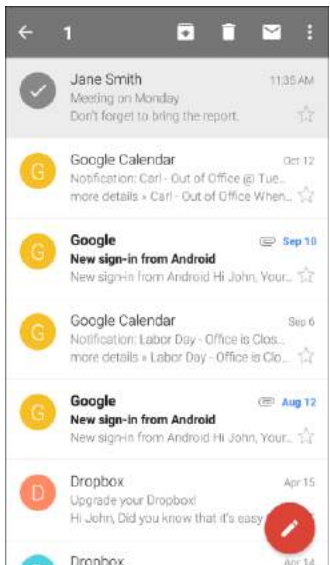 1
Jane Smith 11:35 AM
Meeting on Monday
Don't forget to bring the report.
G
Google Calendar Oct 12
Notification: Carl - Out of Office @ Tue...
more details » Carl - Out of Office When...
G
Google Sep 10
New sign-in from Android
New sign-in from Android Hi John, Your...
G
Google Calendar Sep 6
Notification: Labor Day - Office is Clos...
more details » Labor Day - Office is Clo...
G
Google Aug 12
New sign-in from Android
New sign-in from Android Hi John, Your...
D
Dropbox Apr 15
Upgrade your Dropbox!
Hi John, Did you know that it's easy
Dropbox Apr 14